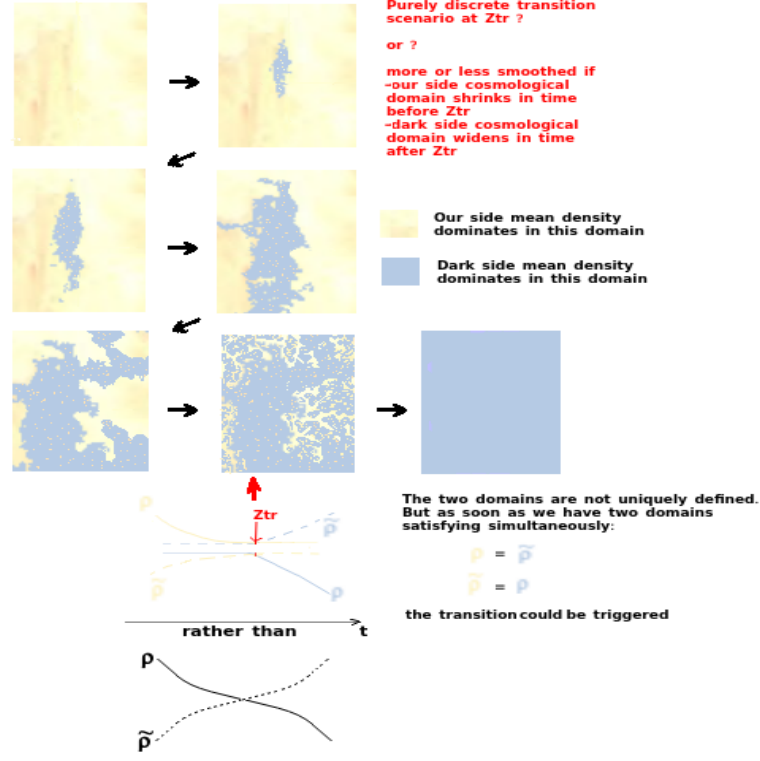 Purely discrete transition
scenario at Ztr ?
or ?
more or less smoothed if
-our side cosmological
domain shrinks in time
before Ztr
-dark side cosmological
domain widens in time
after Ztr
Our side mean density
dominates in this domain
Dark side mean density
dominates in this domain
The two domains are not uniquely defined.
But as soon as we have two domains
satisfying simultaneously:
ρ = ρ̃
ρ̃ = ρ
the transition could be triggered
ρ
Ztr
ρ̃
ρ̃
ρ
rather than
t
ρ
ρ̃